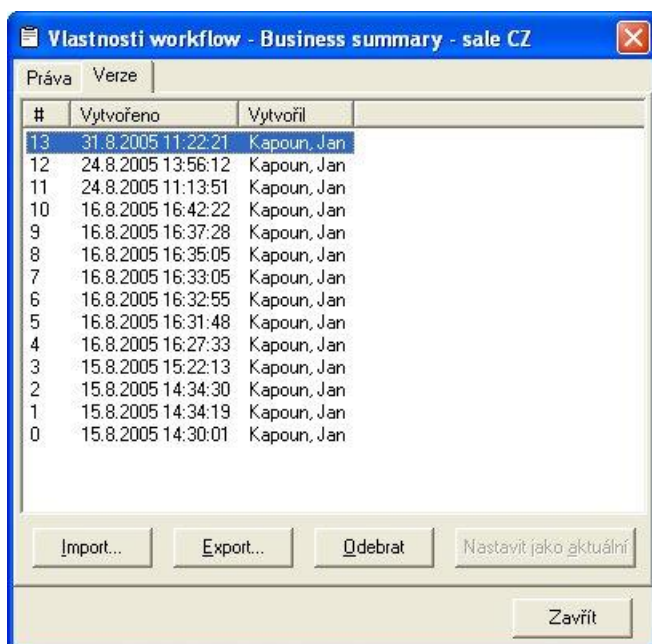 Vlastnosti workflow - Business summary - sale CZ
Práva Verze
# Vytvořeno Vytvořil
13 31.8.2005 11:22:21 Kapoun, Jan
12 24.8.2005 13:56:12 Kapoun, Jan
11 24.8.2005 11:13:51 Kapoun, Jan
10 16.8.2005 16:42:22 Kapoun, Jan
9 16.8.2005 16:37:28 Kapoun, Jan
8 16.8.2005 16:35:05 Kapoun, Jan
7 16.8.2005 16:33:05 Kapoun, Jan
6 16.8.2005 16:32:55 Kapoun, Jan
5 16.8.2005 16:31:48 Kapoun, Jan
4 16.8.2005 16:27:33 Kapoun, Jan
3 15.8.2005 15:22:13 Kapoun, Jan
2 15.8.2005 14:34:30 Kapoun, Jan
1 15.8.2005 14:34:19 Kapoun, Jan
0 15.8.2005 14:30:01 Kapoun, Jan
Import... Export... Odebrat Nastavit jako aktuální
Zavřít